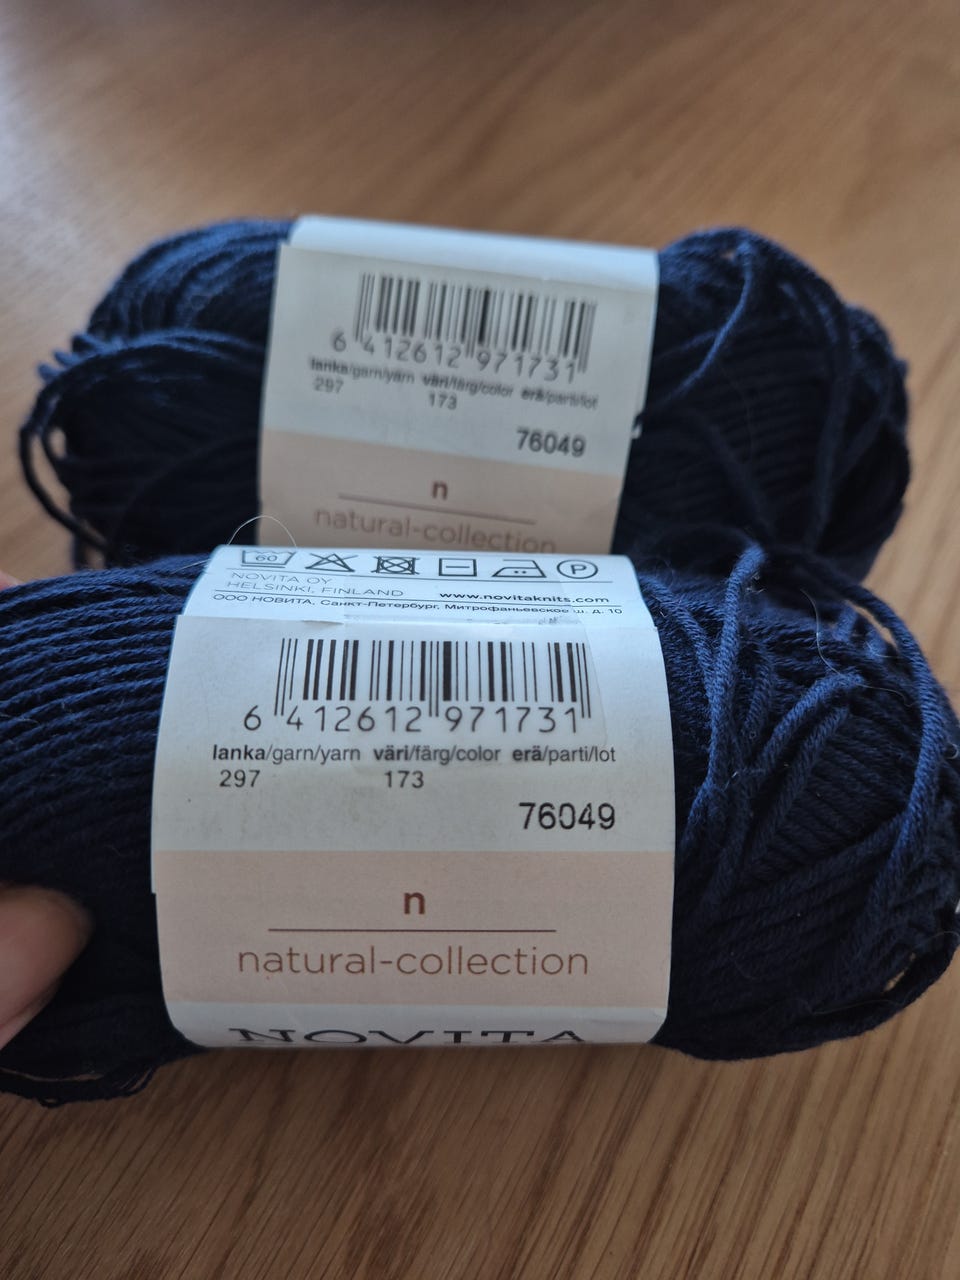 6 412612 971731
lanka/garn/yarn väri/färg/color erä/parti/lot
297 173
76049
n
natural-collection
60 P
NOVITA OY
HELSINKI, FINLAND www.novitaknits.com
ООО НОВИТА, Санкт-Петербург, Митрофаньевское ш. д. 10
6 412612 971731
lanka/garn/yarn väri/färg/color erä/parti/lot
297 173
76049
n
natural-collection
NOVITA